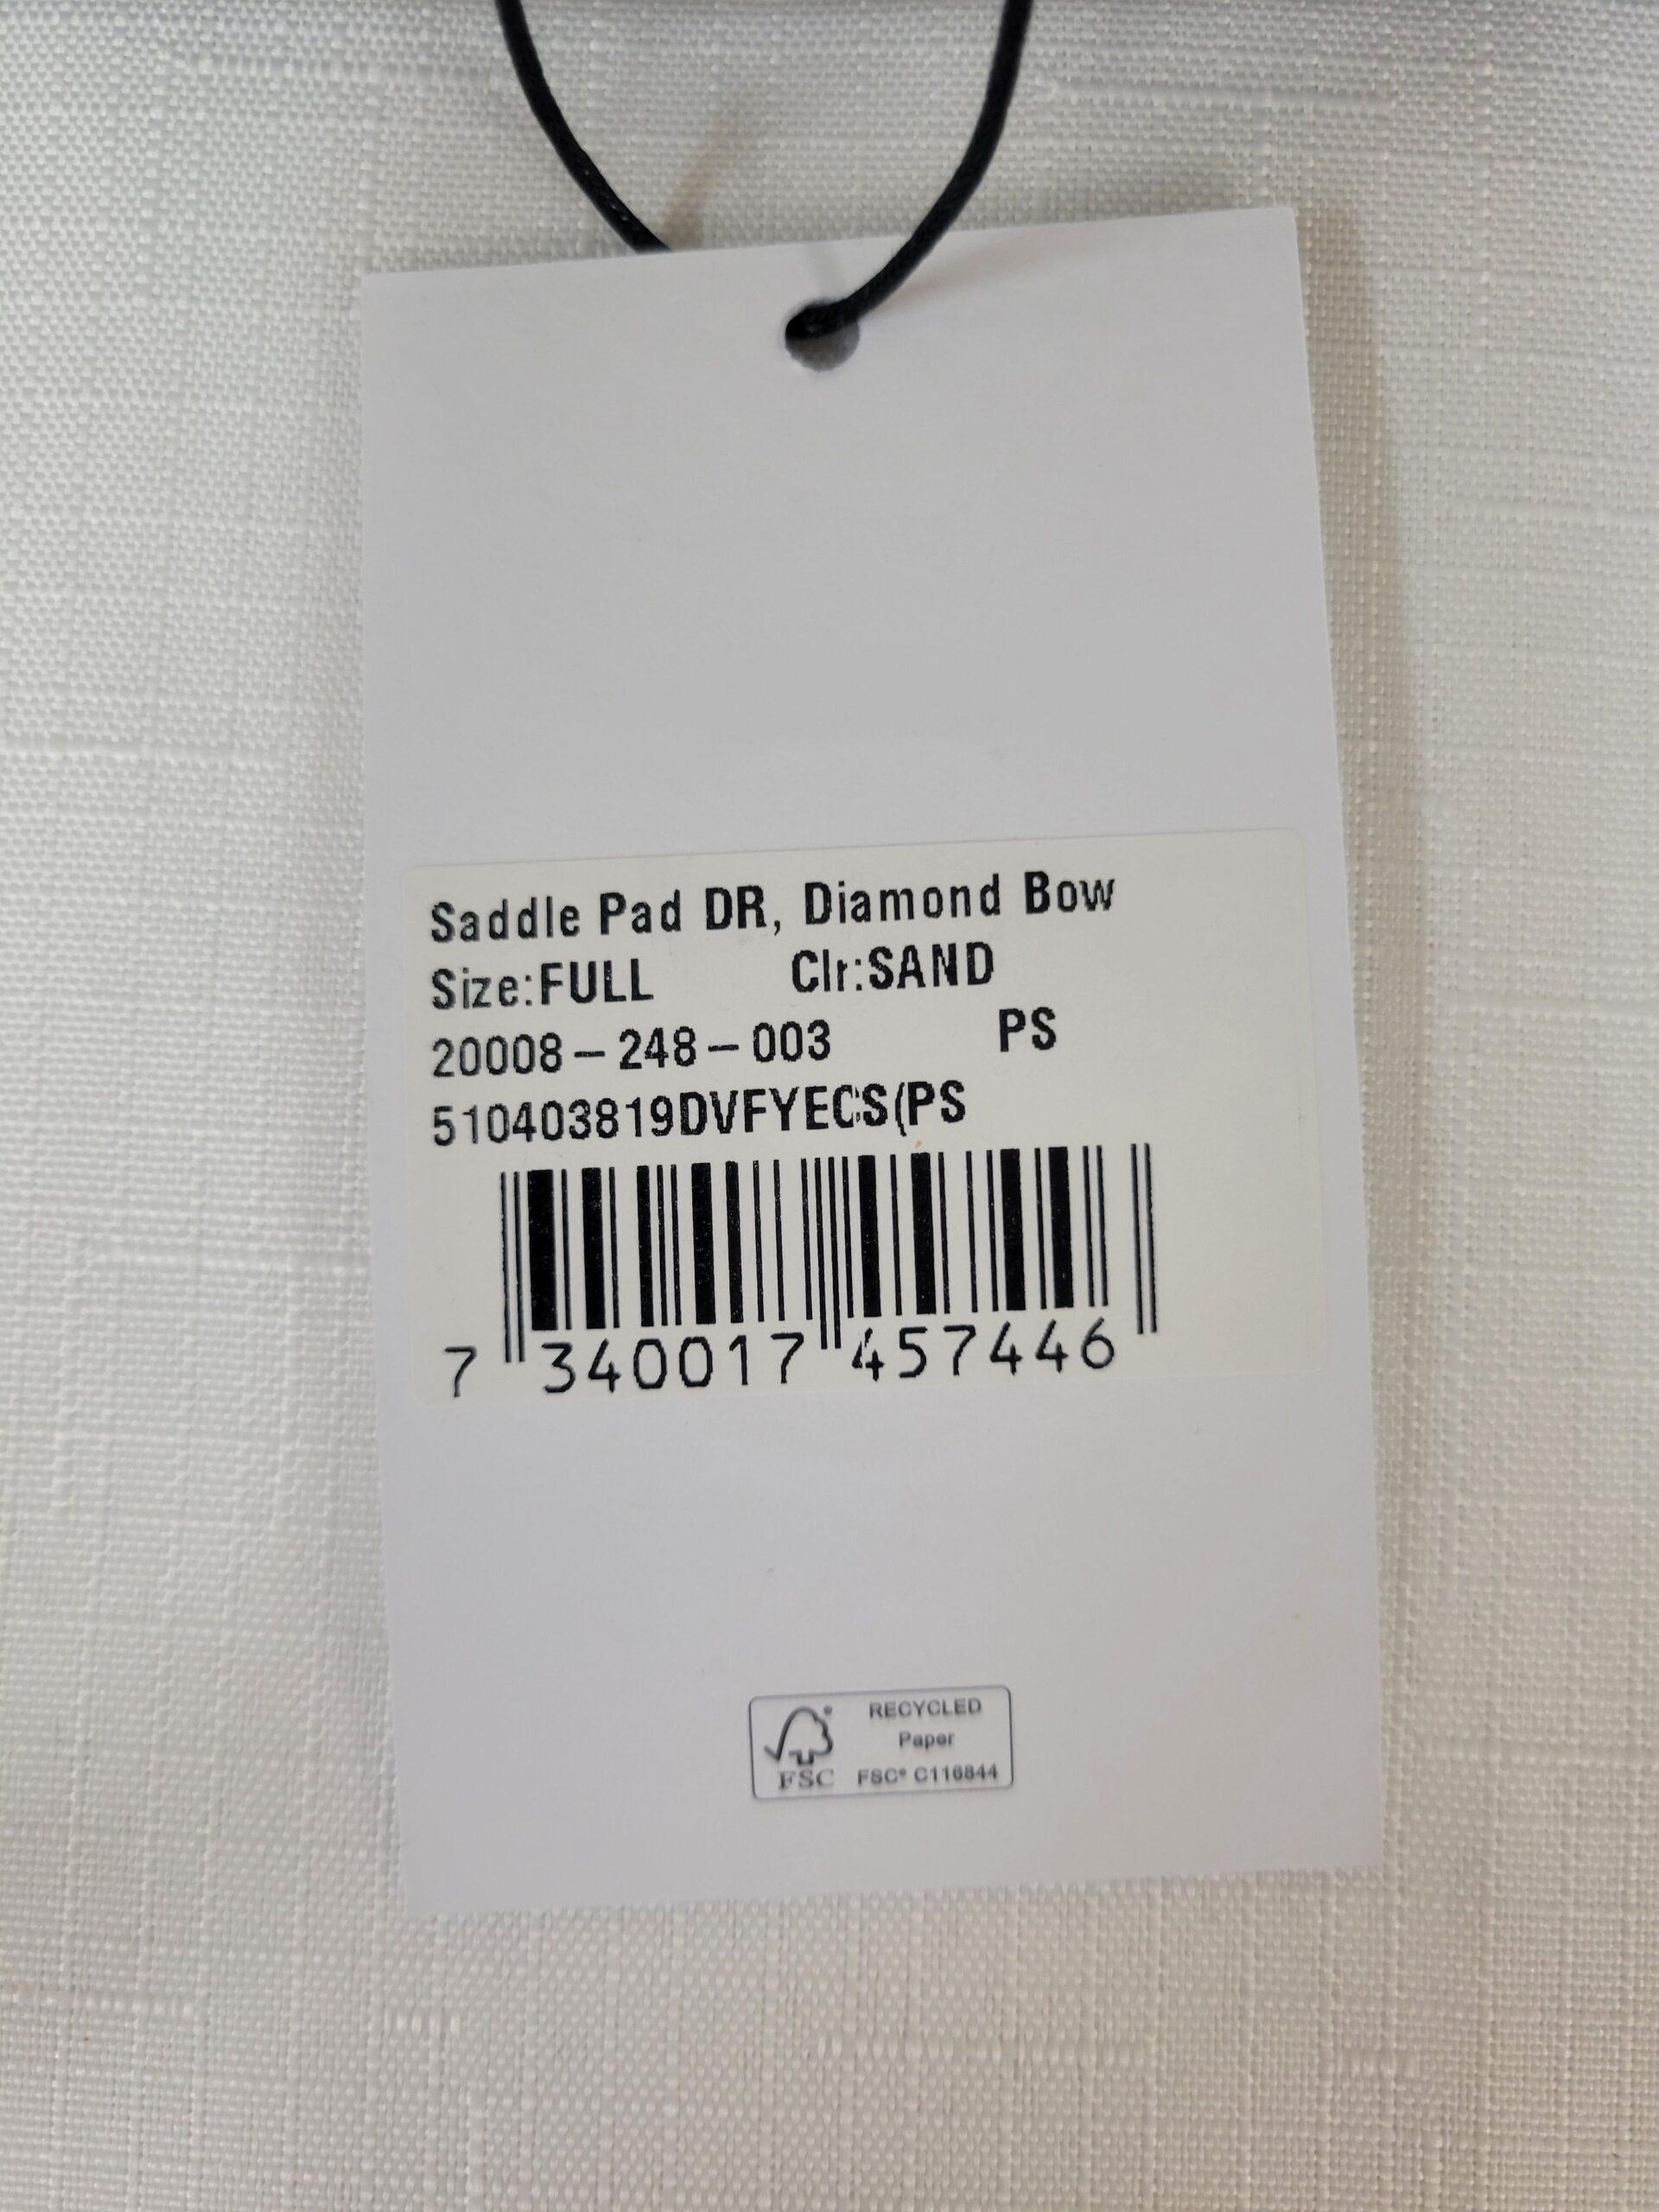 Saddle Pad DR, Diamond Bow
Size:FULL Clr:SAND
20008-248-003 PS
510403819DVFYECS(PS
7 340017 457446
RECYCLED
Paper
FSC FSC® C116844